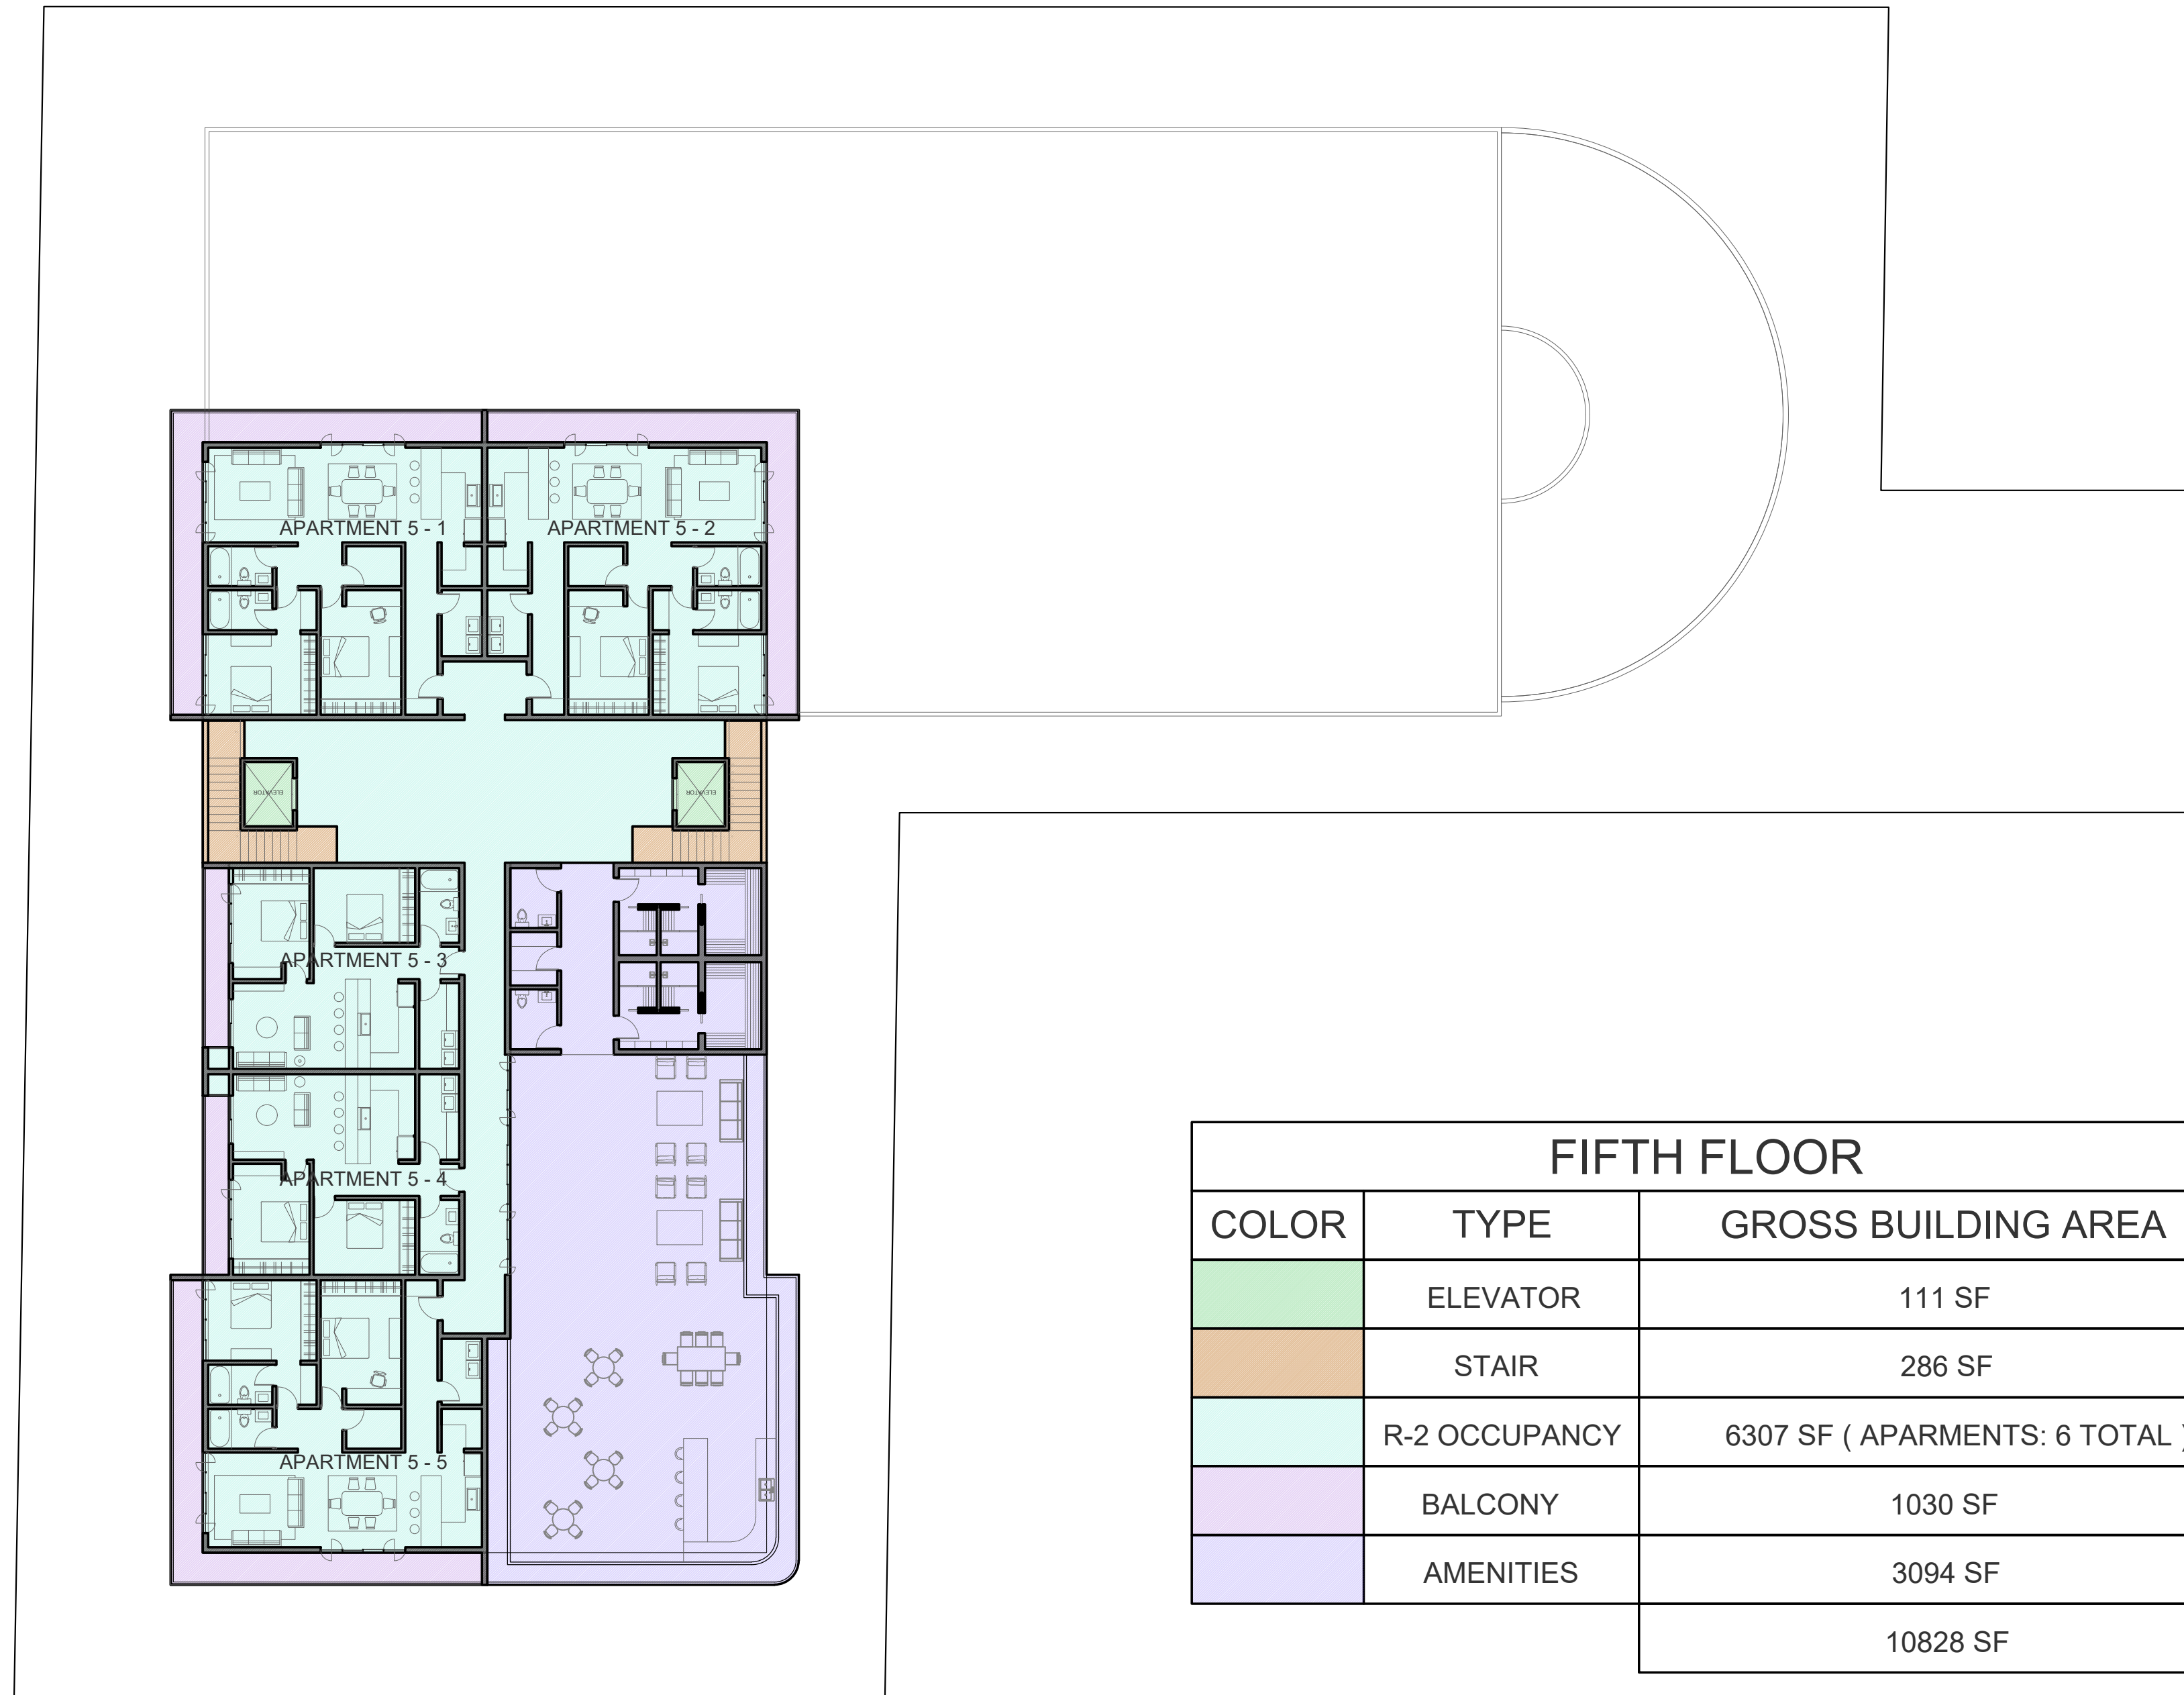 APARTMENT 5 - 1
APARTMENT 5 - 2
ELEVATOR
ELEVATOR
APARTMENT 5 - 3
APARTMENT 5 - 4
APARTMENT 5 - 5
FIFTH FLOOR
COLOR TYPE GROSS BUILDING AREA
ELEVATOR 111 SF
STAIR 286 SF
R-2 OCCUPANCY 6307 SF ( APARMENTS: 6 TOTAL )
BALCONY 1030 SF
AMENITIES 3094 SF
10828 SF